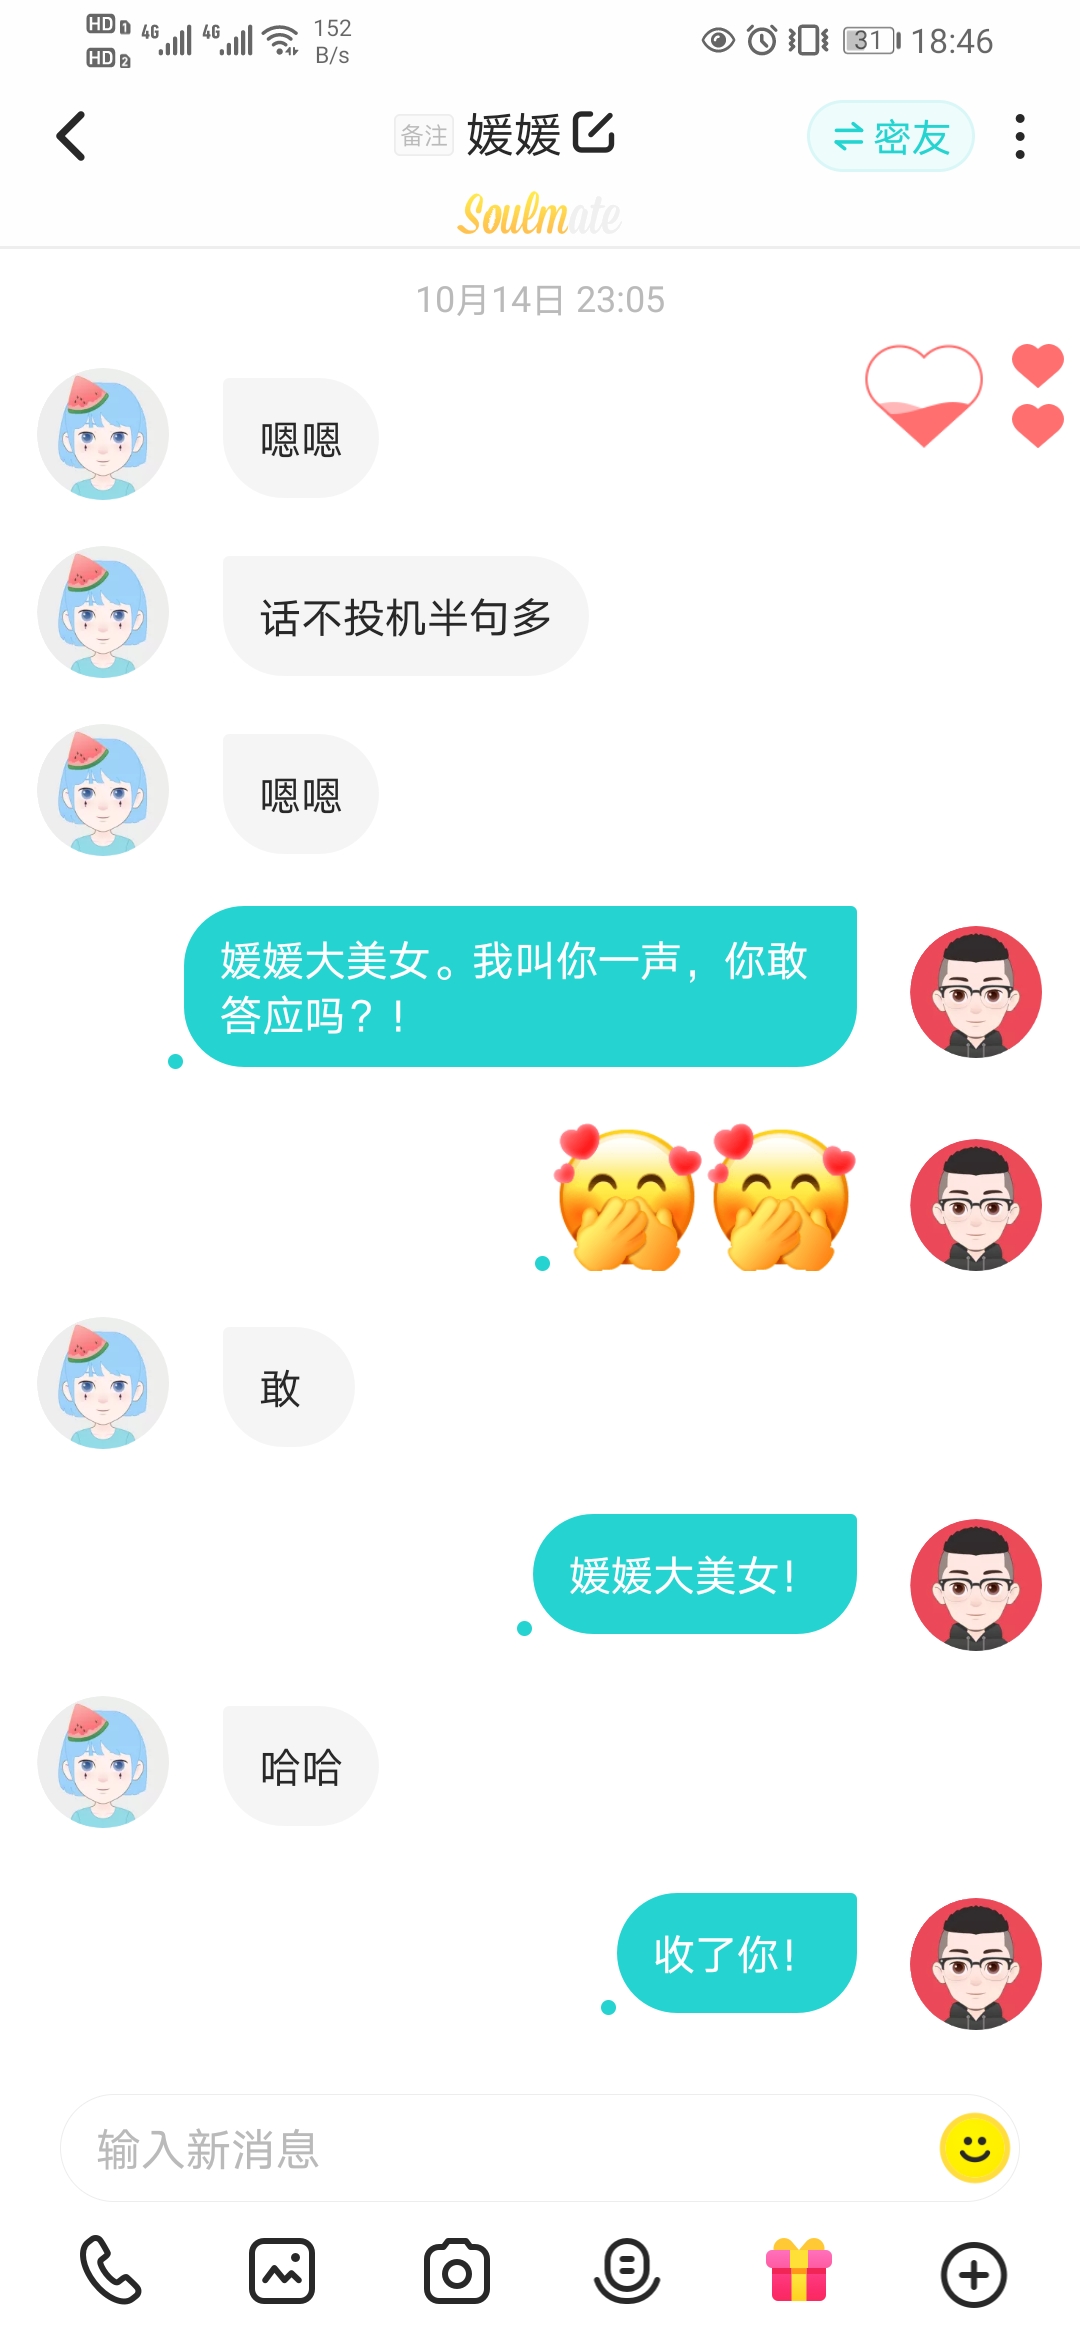 HD 1 4G 4G 152
HD 2 B/s
31 18:46
备注 媛媛 密友
Soulmate
10月14日 23:05
嗯嗯
话不投机半句多
嗯嗯
媛媛大美女。我叫你一声，你敢
答应吗？！
敢
媛媛大美女！
哈哈
收了你！
输入新消息